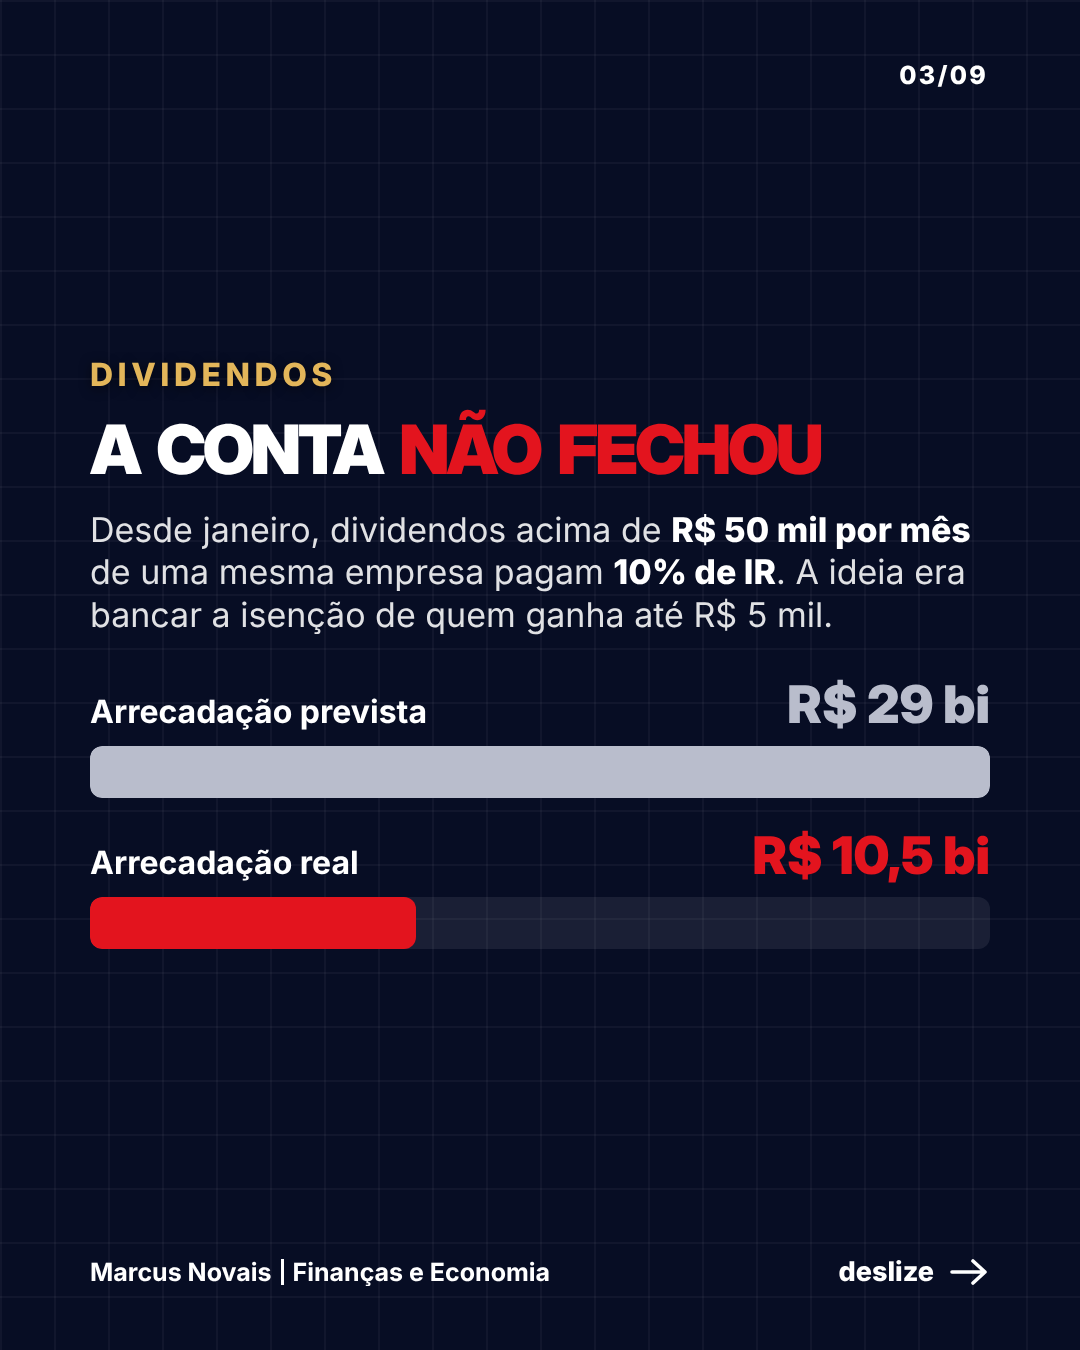 03/09
DIVIDENDOS
A CONTA NÃO FECHOU
Desde janeiro, dividendos acima de R$ 50 mil por mês
de uma mesma empresa pagam 10% de IR. A ideia era
bancar a isenção de quem ganha até R$ 5 mil.
Arrecadação prevista R$ 29 bi
Arrecadação real R$ 10,5 bi
Marcus Novais | Finanças e Economia deslize →